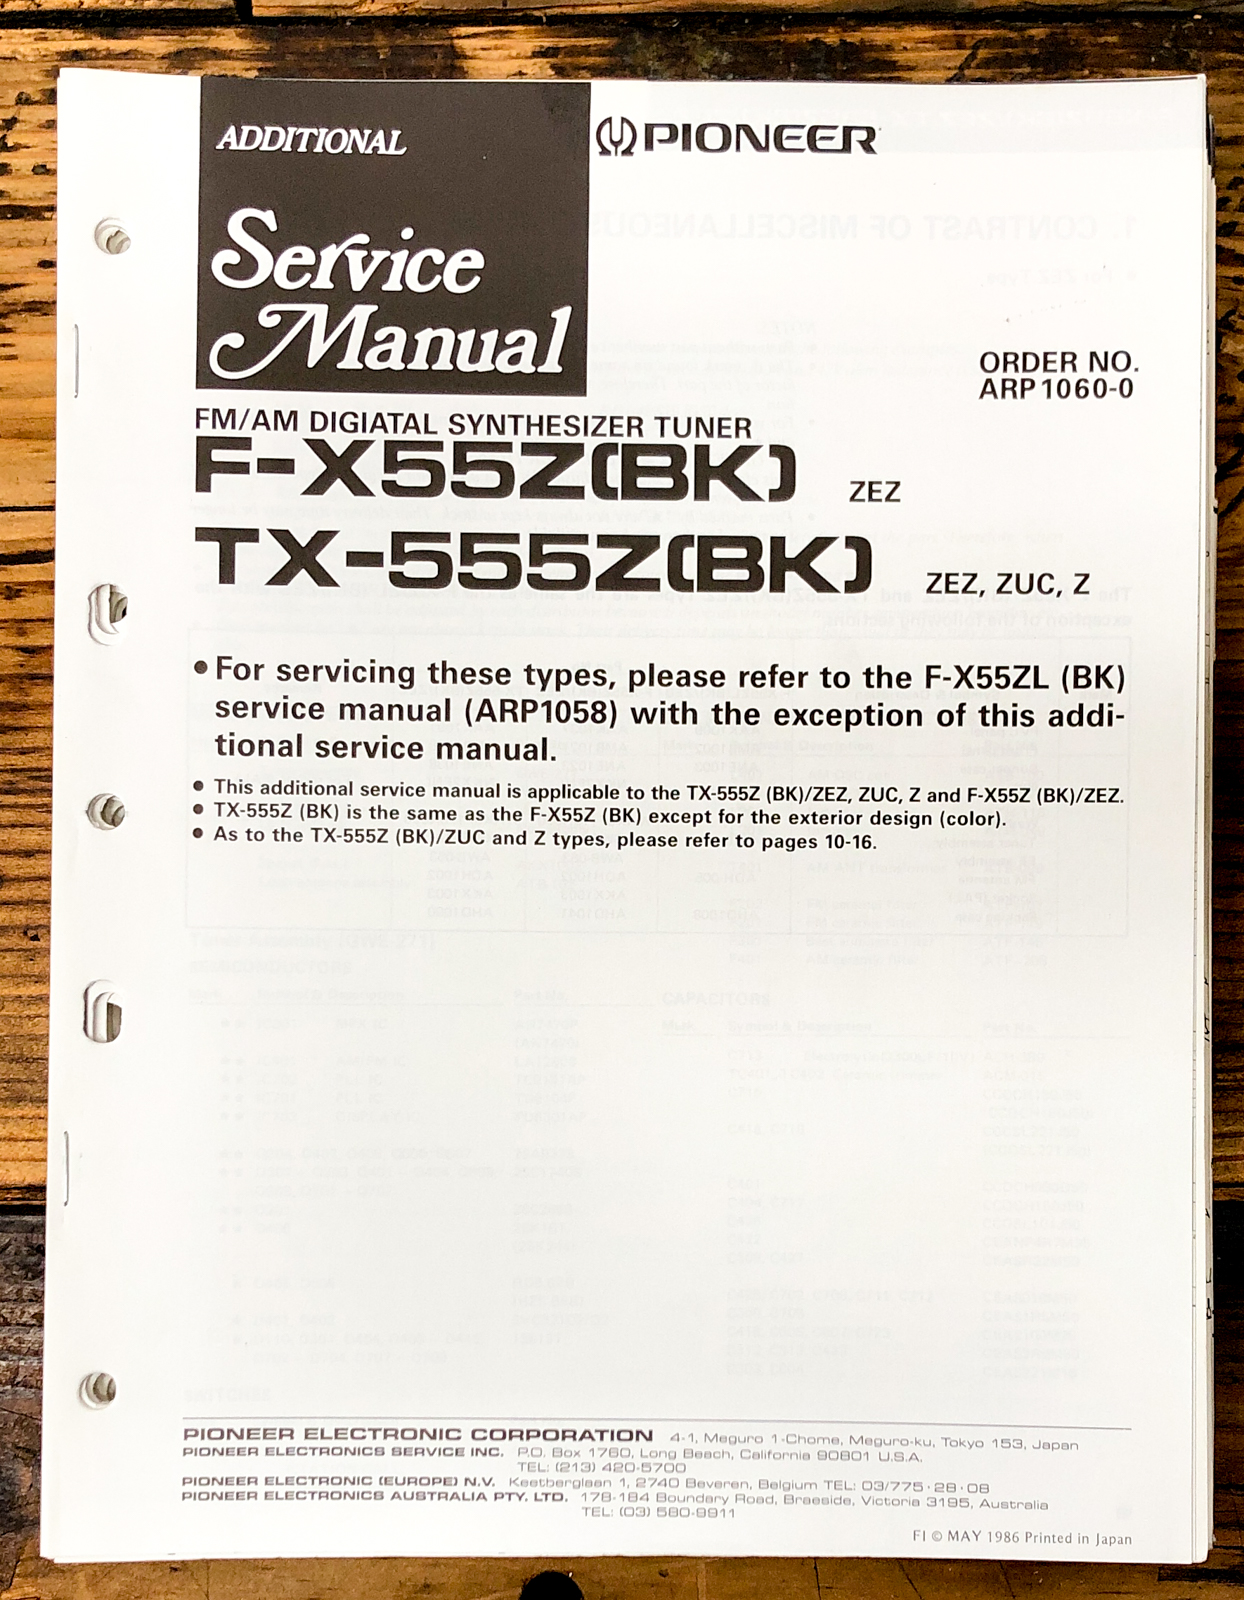 ADDITIONAL
Service
Manual
PIONEER
ORDER NO.
ARP1060-0
FM/AM DIGIATAL SYNTHESIZER TUNER
F-X55Z(BK) ZEZ
TX-555Z(BK) ZEZ, ZUC, Z
● For servicing these types, please refer to the F-X55ZL (BK)
service manual (ARP1058) with the exception of this addi-
tional service manual.
● This additional service manual is applicable to the TX-555Z (BK)/ZEZ, ZUC, Z and F-X55Z (BK)/ZEZ.
● TX-555Z (BK) is the same as the F-X55Z (BK) except for the exterior design (color).
● As to the TX-555Z (BK)/ZUC and Z types, please refer to pages 10-16.
PIONEER ELECTRONIC CORPORATION 4-1, Meguro 1-Chome, Meguro-ku, Tokyo 153, Japan
PIONEER ELECTRONICS SERVICE INC. P.O. Box 1760, Long Beach, California 90801 U.S.A.
TEL: (213) 420-5700
PIONEER ELECTRONIC (EUROPE) N.V. Keetberglaan 1, 2740 Beveren, Belgium TEL: 03/775·28·08
PIONEER ELECTRONICS AUSTRALIA PTY. LTD. 178-184 Boundary Road, Braeside, Victoria 3195, Australia
TEL: (03) 580-9911
FI © MAY 1986 Printed in Japan